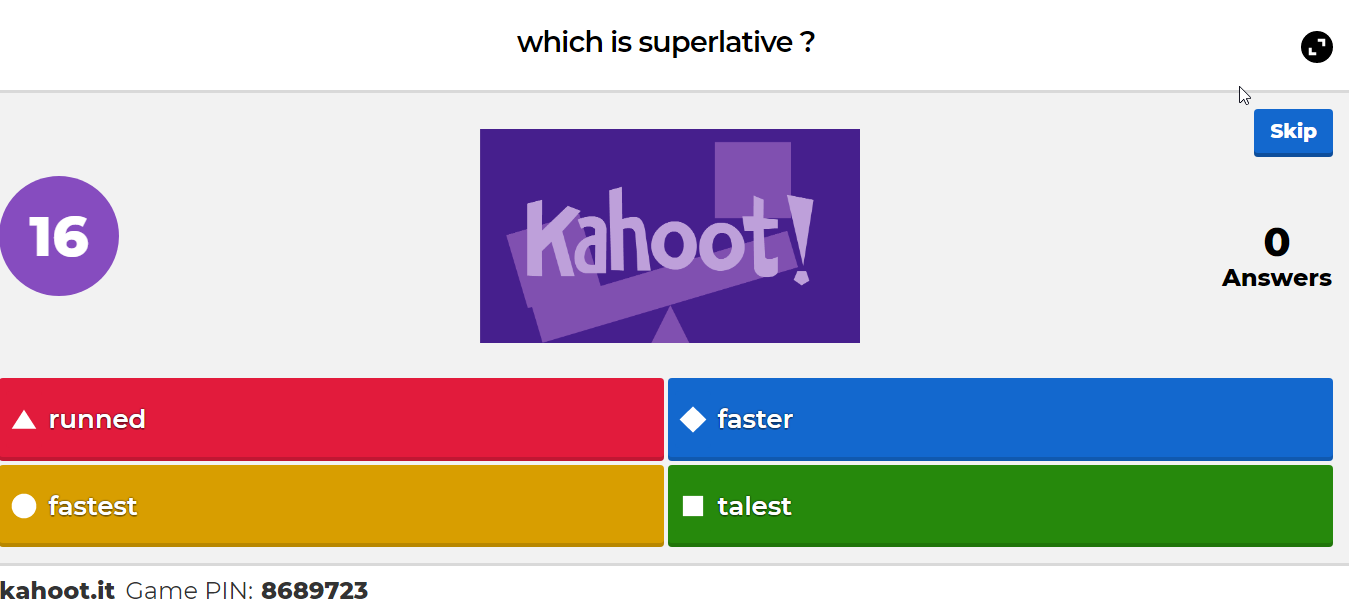 which is superlative ?
Skip
16
Kahoot!
0
Answers
runned
faster
fastest
talest
kahoot.it Game PIN: 8689723